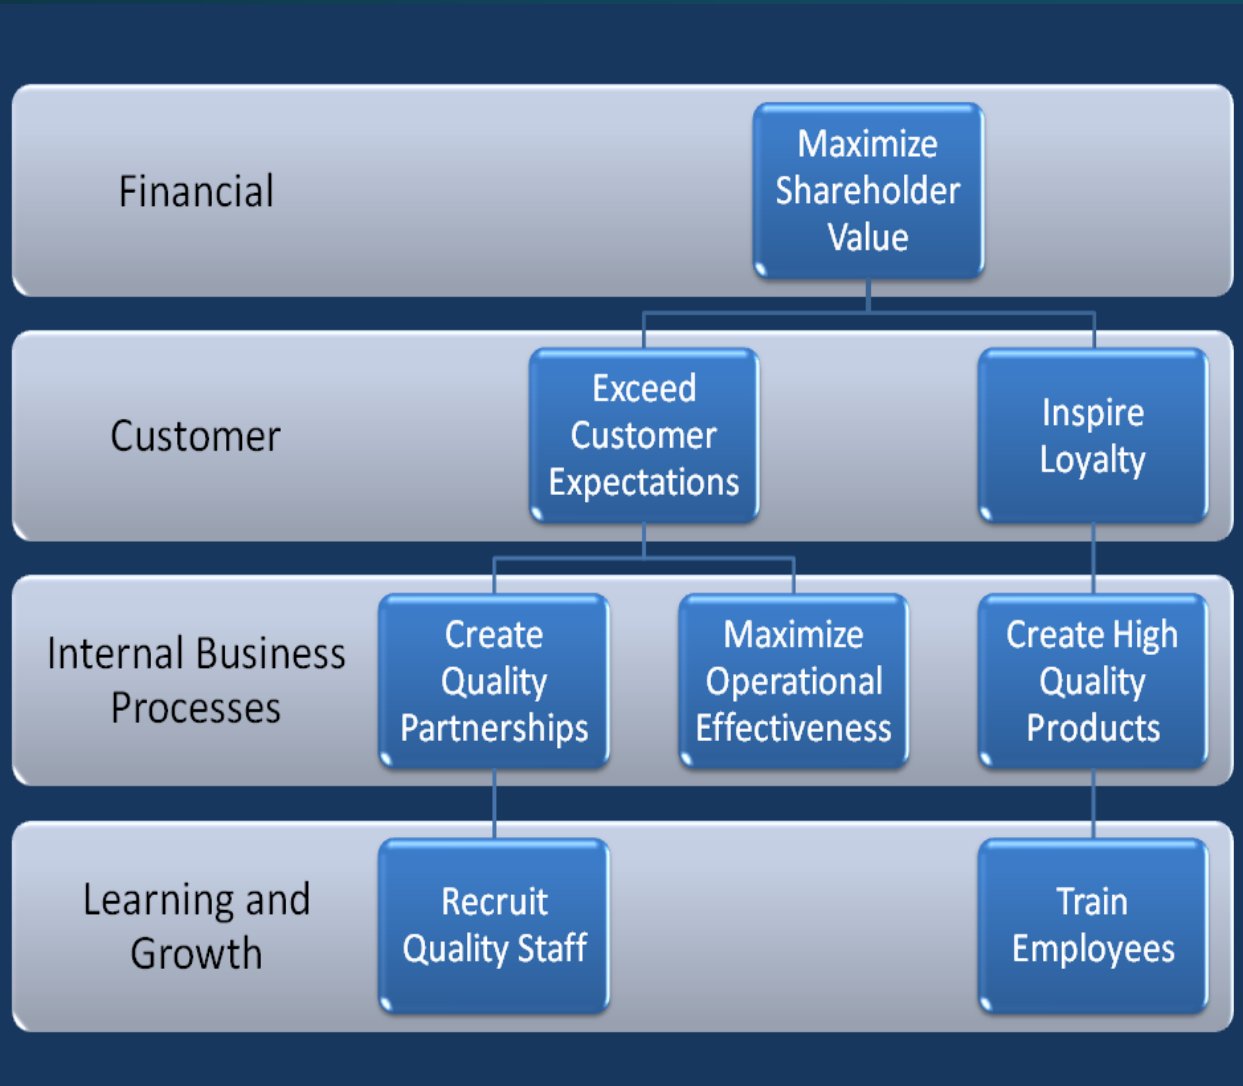 Financial
Maximize
Shareholder
Value
Customer
Exceed
Customer
Expectations
Inspire
Loyalty
Internal Business
Processes
Create
Quality
Partnerships
Maximize
Operational
Effectiveness
Create High
Quality
Products
Learning and
Growth
Recruit
Quality Staff
Train
Employees